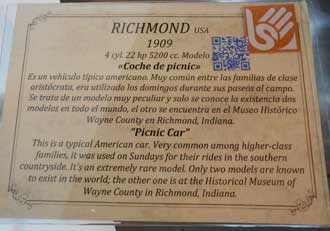 RICHMOND USA
1909
4 cyl. 22 hp 5200 cc. Modelo
«Coche de picnic»
Es un vehículo típico americano. Muy común entre las familias de clase
aristócrata, era utilizado los domingos durante sus paseos al campo.
Se trata de un modelo muy peculiar y solo se conoce la existencia dos
modelos en todo el mundo, el otro se encuentra en el Museo Histórico
Wayne County en Richmond, Indiana.
"Picnic Car"
This is a typical American car. Very common among higher-class
families, it was used on Sundays for their rides in the southern
countryside. It's an extremely rare model. Only two models are known
to exist in the world; the other one is at the Historical Museum of
Wayne County in Richmond, Indiana.